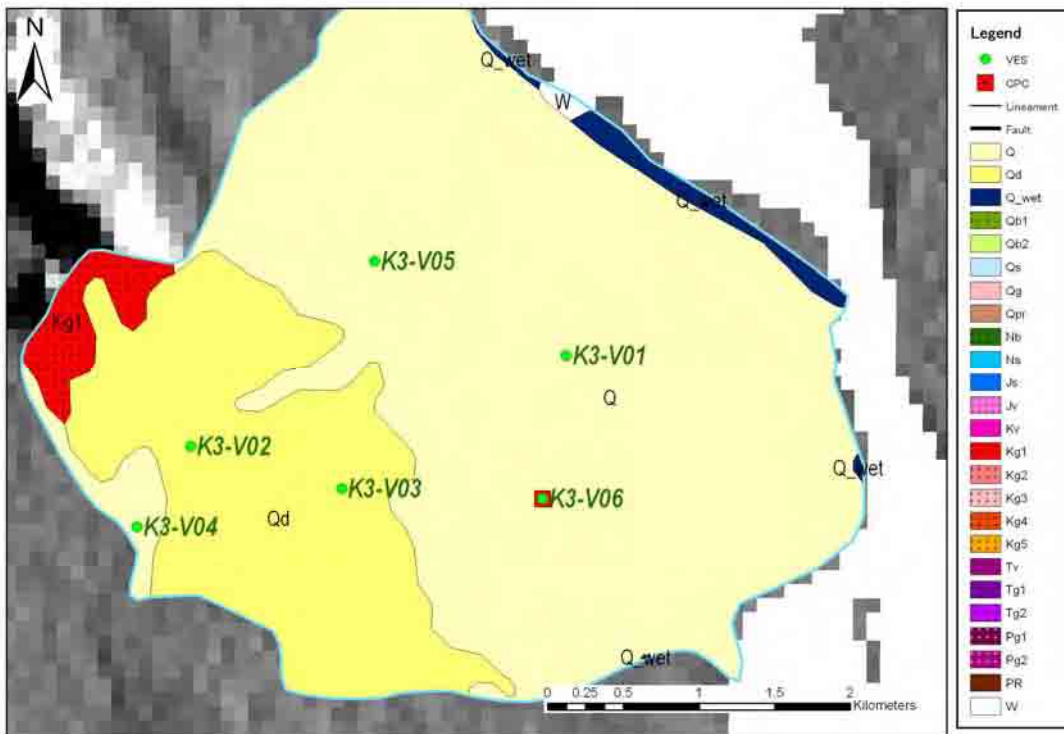 N
Q_wet
W
Q_wet
K3-V05
Kg1
K3-V01
Q
K3-V02
Q_wet
K3-V03
K3-V06
Qd
K3-V04
Q_wet
0 0.25 0.5 1 1.5 2
Kilometers
Legend
VES
CPC
Lineament
Fault
Q
Qd
Q_wet
Qb1
Qb2
Qs
Qg
Qpr
Nb
Ns
Js
Jv
Kv
Kg1
Kg2
Kg3
Kg4
Kg5
Tv
Tg1
Tg2
Pg1
Pg2
PR
W